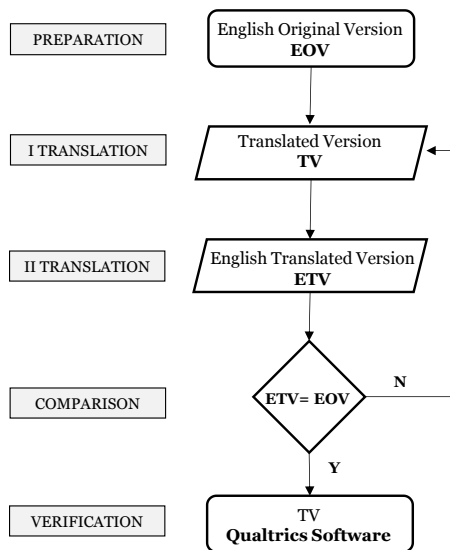 PREPARATION
English Original Version
EOV
I TRANSLATION
Translated Version
TV
II TRANSLATION
English Translated Version
ETV
COMPARISON
ETV= EOV
N
Y
VERIFICATION
TV
Qualtrics Software